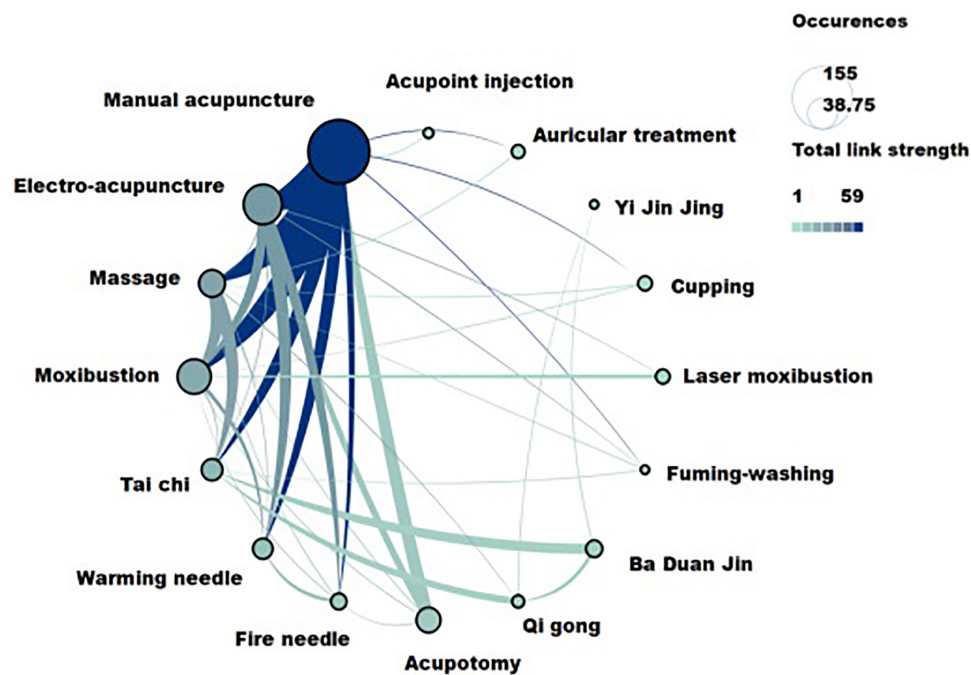 Occurences
155
38.75
Total link strength
1 59
Acupoint injection
Manual acupuncture
Auricular treatment
Electro-acupuncture
Yi Jin Jing
Massage
Cupping
Moxibustion
Laser moxibustion
Tai chi
Fuming-washing
Warming needle
Ba Duan Jin
Fire needle
Qi gong
Acupotomy